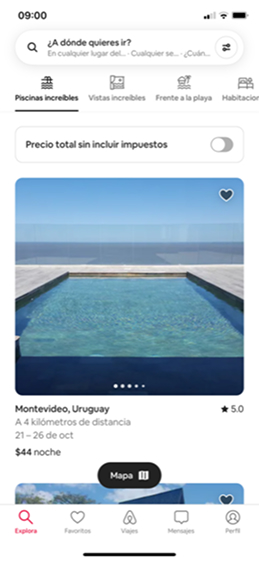 09:00
¿A dónde quieres ir?
En cualquier lugar del... · Cualquier se... · ¿Cuán...
Piscinas increíbles
Vistas increíbles
Frente a la playa
Habitacion
Precio total sin incluir impuestos
Montevideo, Uruguay
★ 5.0
A 4 kilómetros de distancia
21 – 26 de oct
$44 noche
Mapa
Explora
Favoritos
Viajes
Mensajes
Perfil